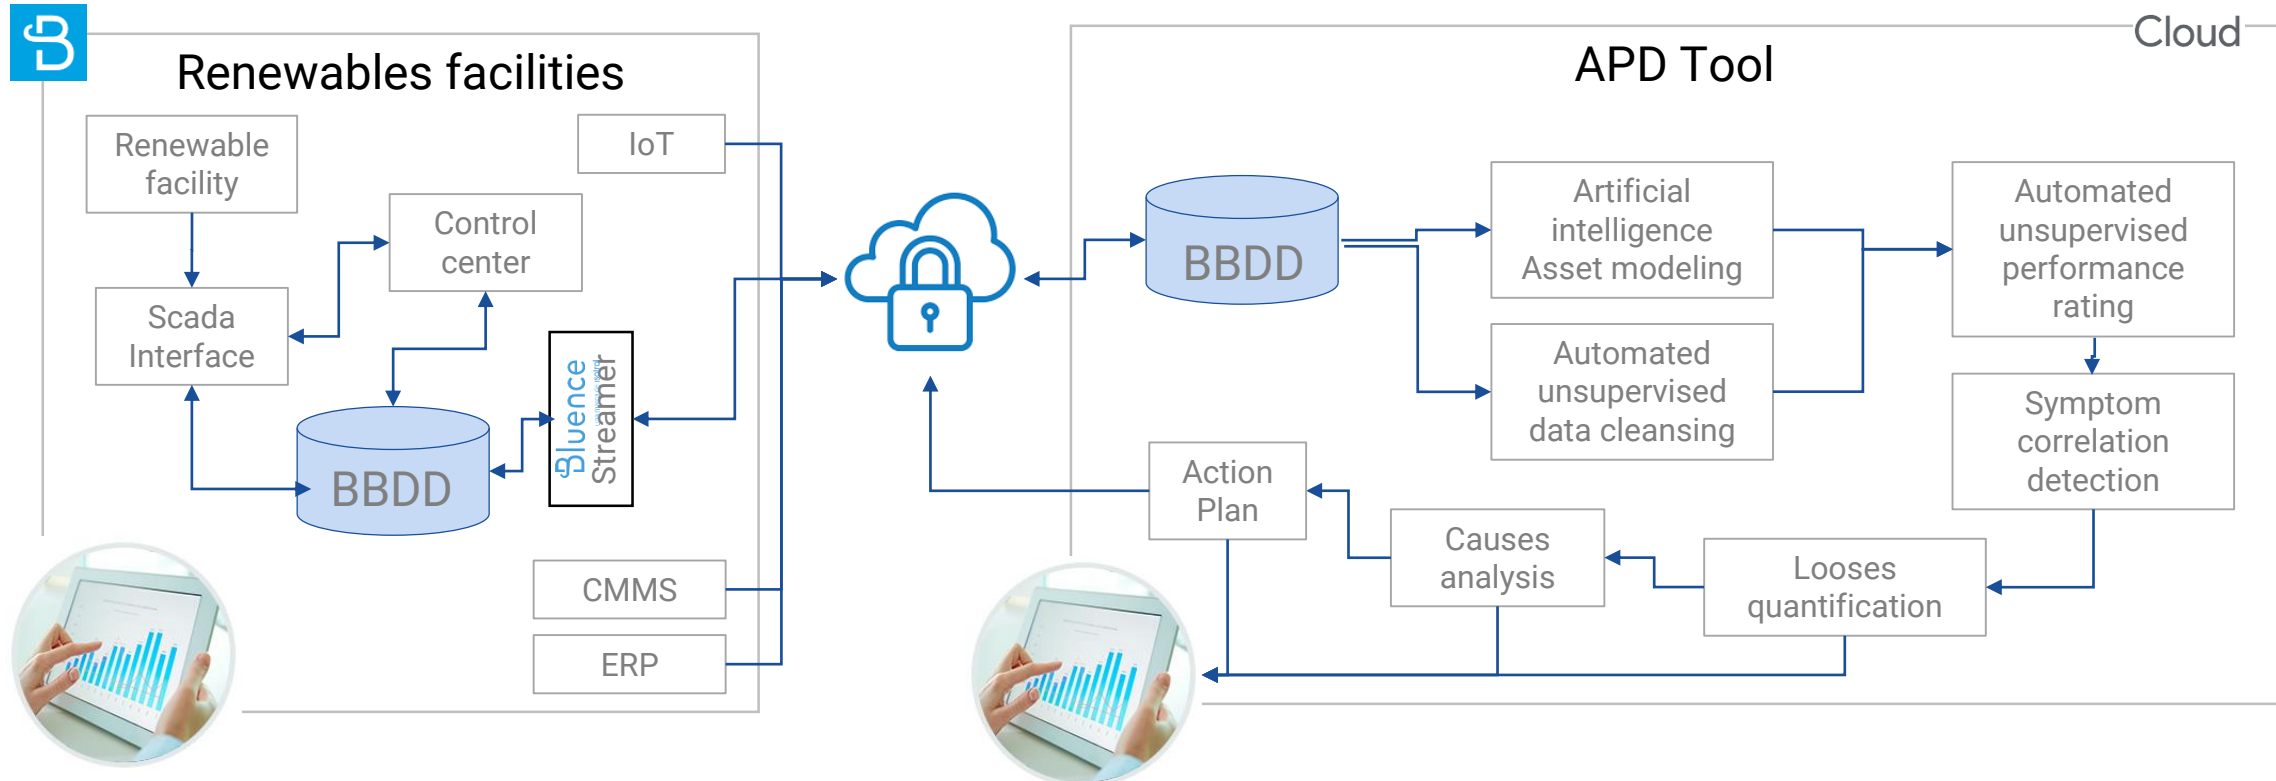 Cloud
Renewables facilities
APD Tool
Renewable
facility
IoT
Control
center
Scada
Interface
BBDD
Bluence
Streamer
CMMS
ERP
BBDD
Artificial
intelligence
Asset modeling
Automated
unsupervised
data cleansing
Automated
unsupervised
performance
rating
Symptom
correlation
detection
Looses
quantification
Causes
analysis
Action
Plan